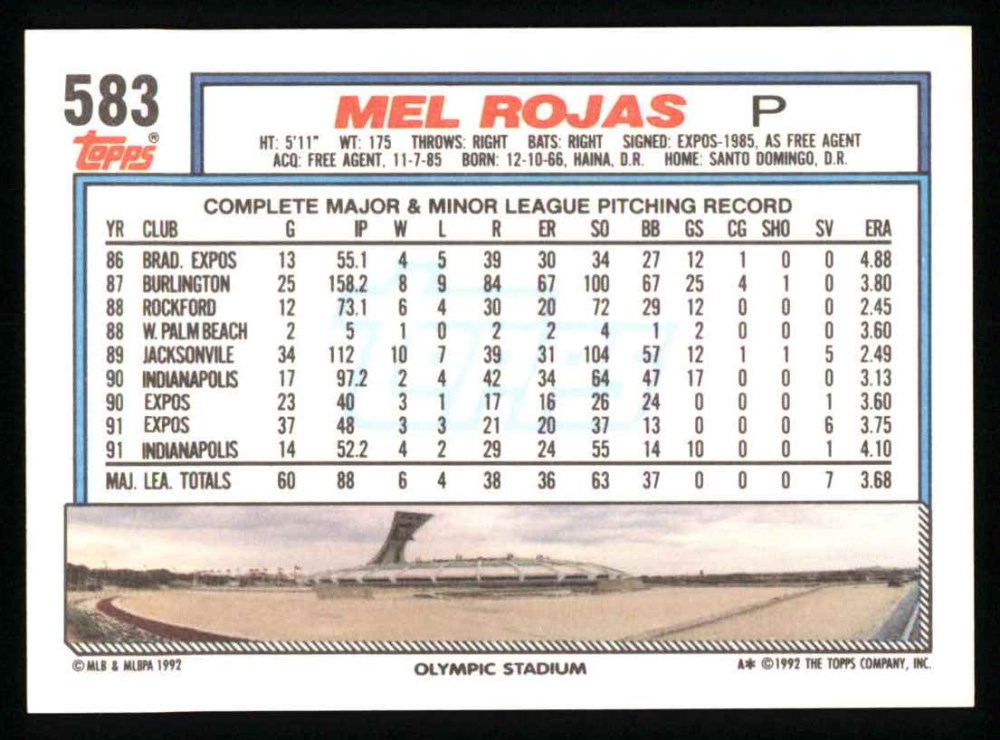 583
Topps®
MEL ROJAS P
HT: 5'11" WT: 175 THROWS: RIGHT BATS: RIGHT SIGNED: EXPOS-1985, AS FREE AGENT
ACQ: FREE AGENT, 11-7-85 BORN: 12-10-66, HAINA, D.R. HOME: SANTO DOMINGO, D.R.
COMPLETE MAJOR & MINOR LEAGUE PITCHING RECORD
YR CLUB G IP W L R ER SO BB GS CG SHO SV ERA
86 BRAD. EXPOS 13 55.1 4 5 39 30 34 27 12 1 0 0 4.88
87 BURLINGTON 25 158.2 8 9 84 67 100 67 25 4 1 0 3.80
88 ROCKFORD 12 73.1 6 4 30 20 72 29 12 0 0 0 2.45
88 W. PALM BEACH 2 5 1 0 2 2 4 1 2 0 0 0 3.60
89 JACKSONVILE 34 112 10 7 39 31 104 57 12 1 1 5 2.49
90 INDIANAPOLIS 17 97.2 2 4 42 34 64 47 17 0 0 0 3.13
90 EXPOS 23 40 3 1 17 16 26 24 0 0 0 1 3.60
91 EXPOS 37 48 3 3 21 20 37 13 0 0 0 6 3.75
91 INDIANAPOLIS 14 52.2 4 2 29 24 55 14 10 0 0 1 4.10
MAJ. LEA. TOTALS 60 88 6 4 38 36 63 37 0 0 0 7 3.68
Topps
© MLB & MLBPA 1992 OLYMPIC STADIUM A* ©1992 THE TOPPS COMPANY, INC.